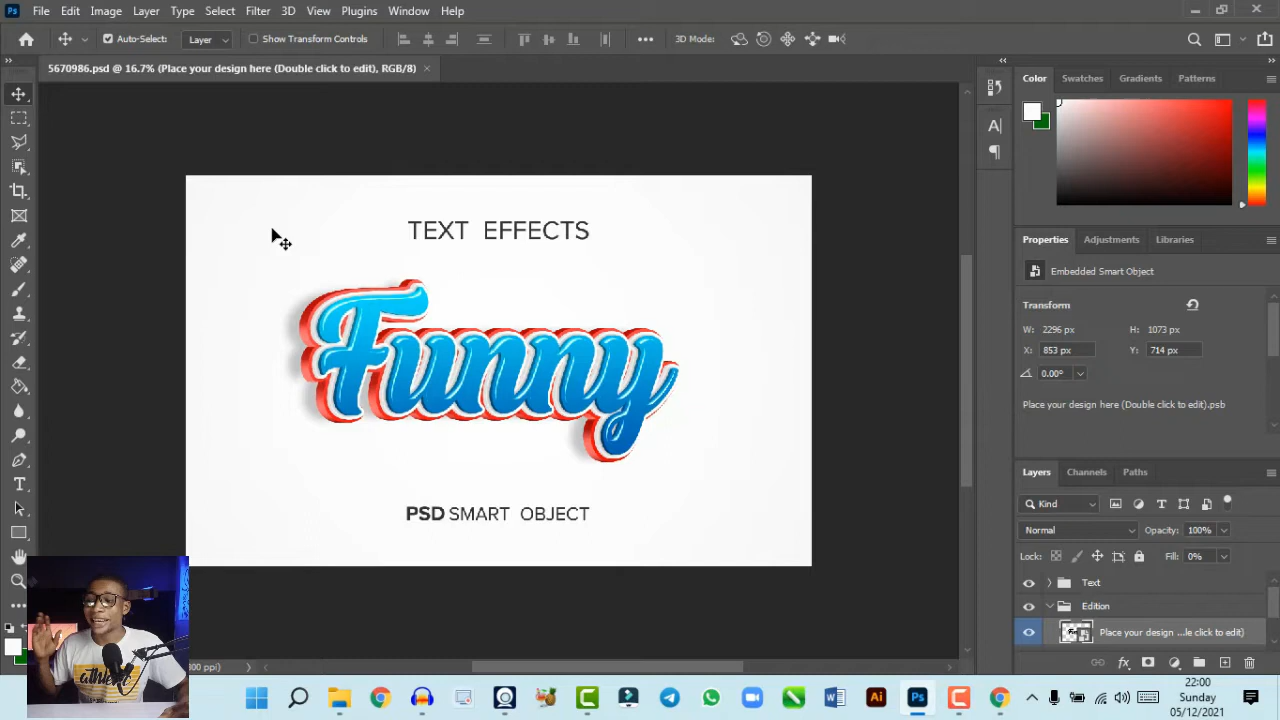 Ps File Edit Image Layer Type Select Filter 3D View Plugins Window Help
Auto-Select: Layer Show Transform Controls 3D Mode:
5670986.psd @ 16.7% (Place your design here (Double click to edit), RGB/8)
Color Swatches Gradients Patterns
TEXT EFFECTS
Funny
PSD SMART OBJECT
Properties Adjustments Libraries
Embedded Smart Object
Transform
W: 2296 px H: 1073 px
X: 853 px Y: 714 px
0.00°
Place your design here (Double click to edit).psb
Layers Channels Paths
Kind
Normal Opacity: 100%
Lock: Fill: 0%
Text
Edition
Place your design ...le click to edit)
athletic
Ai Ps
22:00
Sunday
05/12/2021